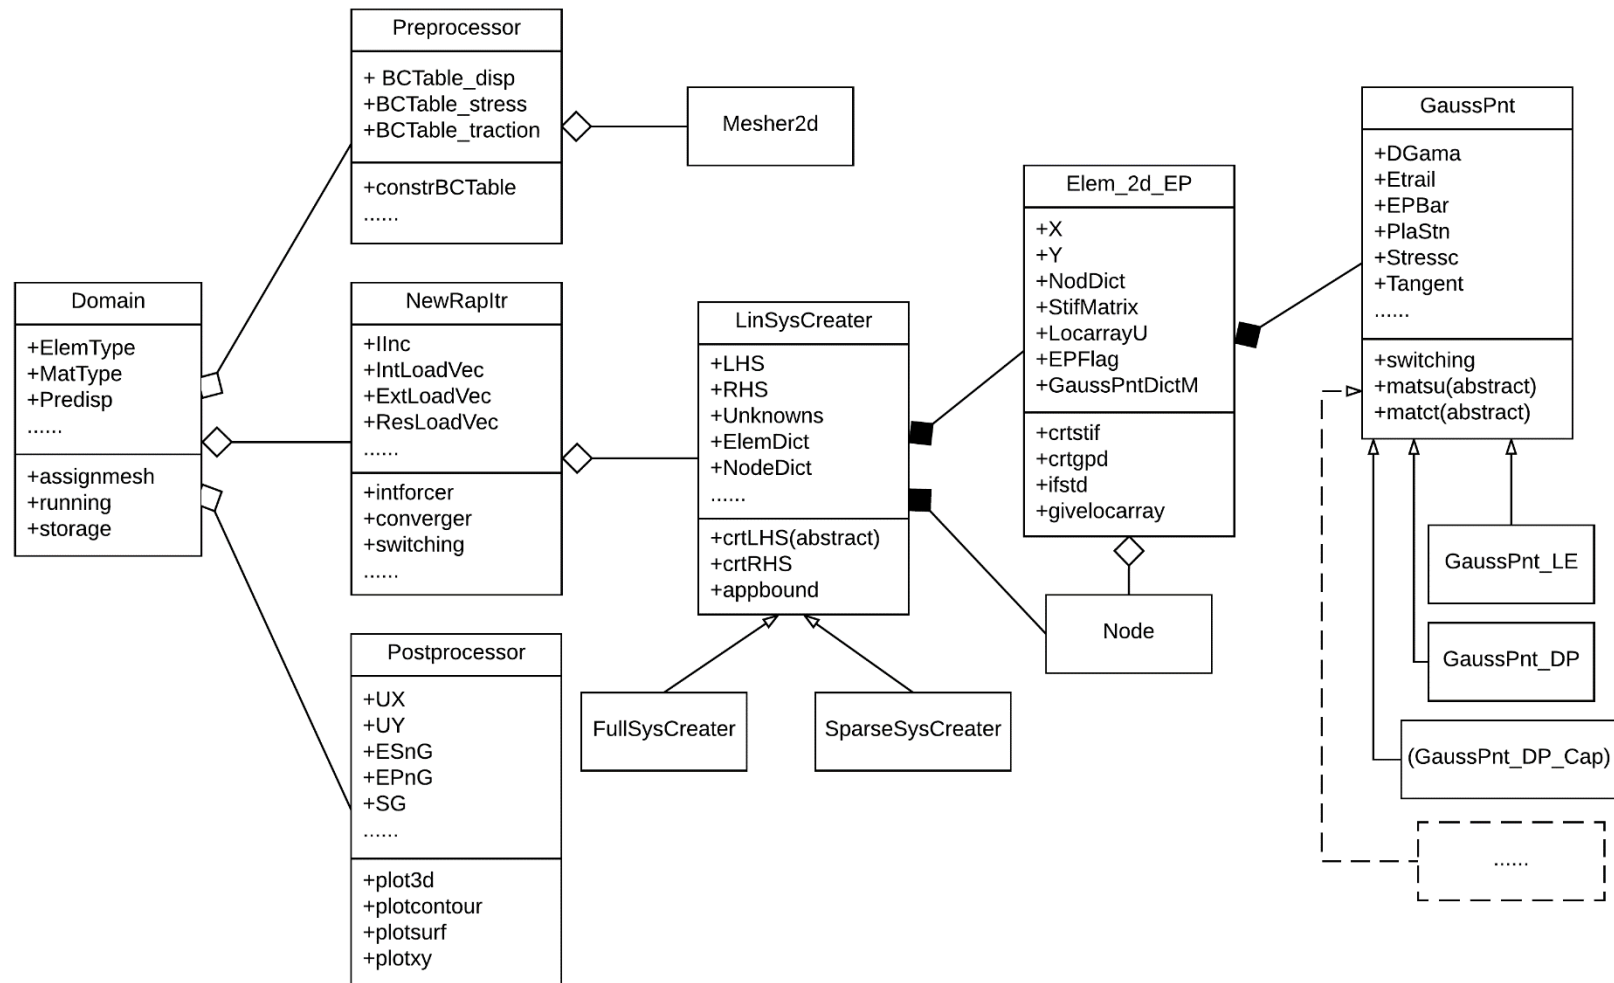 Preprocessor
+ BCTable_disp
+BCTable_stress
+BCTable_traction
+constrBCTable
......
Mesher2d
Domain
+ElemType
+MatType
+Predisp
......
+assignmesh
+running
+storage
NewRapItr
+IInc
+IntLoadVec
+ExtLoadVec
+ResLoadVec
......
+intforcer
+converger
+switching
......
Postprocessor
+UX
+UY
+ESnG
+EPnG
+SG
......
+plot3d
+plotcontour
+plotsurf
+plotxy
LinSysCreater
+LHS
+RHS
+Unknowns
+ElemDict
+NodeDict
......
+crtLHS(abstract)
+crtRHS
+appbound
FullSysCreater
SparseSysCreater
Elem_2d_EP
+X
+Y
+NodDict
+StifMatrix
+LocarrayU
+EPFlag
+GaussPntDictM
+crtstif
+crtgpd
+ifstd
+givelocarray
Node
GaussPnt
+DGama
+Etrail
+EPBar
+PlaStn
+Stressc
+Tangent
......
+switching
+matsu(abstract)
+matct(abstract)
GaussPnt_LE
GaussPnt_DP
(GaussPnt_DP_Cap)
......